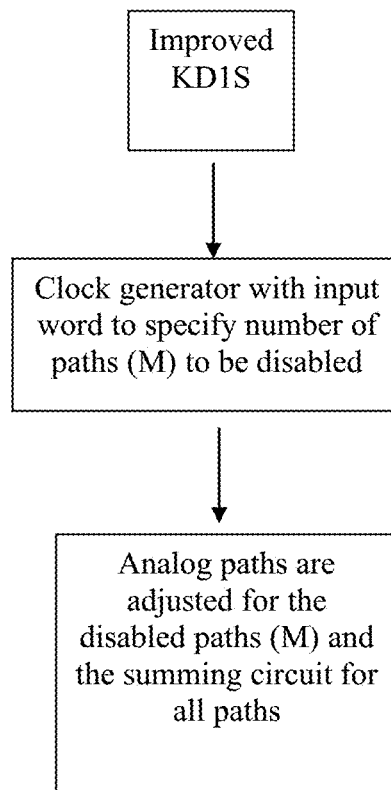 Improved
KD1S
Clock generator with input
word to specify number of
paths (M) to be disabled
Analog paths are
adjusted for the
disabled paths (M) and
the summing circuit for
all paths